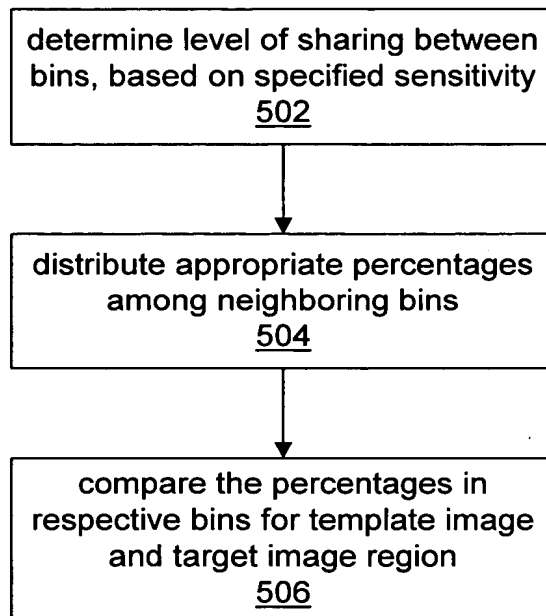 determine level of sharing between
bins, based on specified sensitivity
502
distribute appropriate percentages
among neighboring bins
504
compare the percentages in
respective bins for template image
and target image region
506